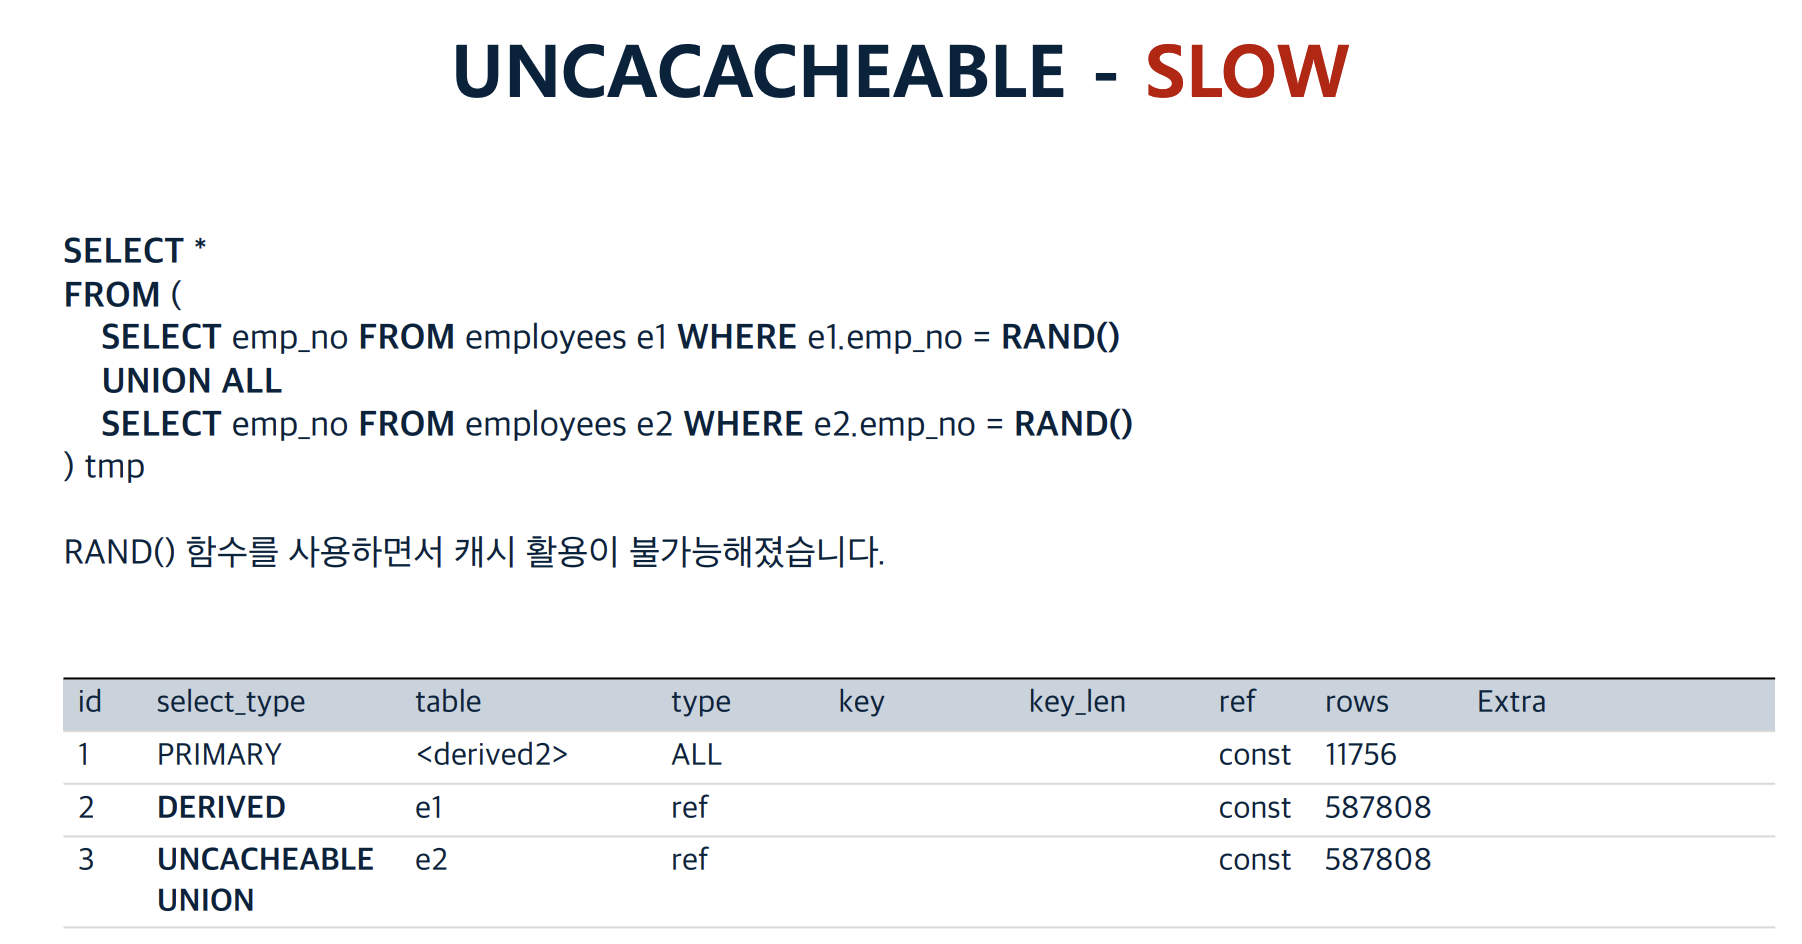 UNCACACHEABLE - SLOW
SELECT *
FROM (
SELECT emp_no FROM employees e1 WHERE e1.emp_no = RAND()
UNION ALL
SELECT emp_no FROM employees e2 WHERE e2.emp_no = RAND()
) tmp
RAND() 함수를 사용하면서 캐시 활용이 불가능해졌습니다.
id select_type table type key key_len ref rows Extra
1 PRIMARY <derived2> ALL const 11756
2 DERIVED e1 ref const 587808
3 UNCACHEABLE e2 ref const 587808
UNION